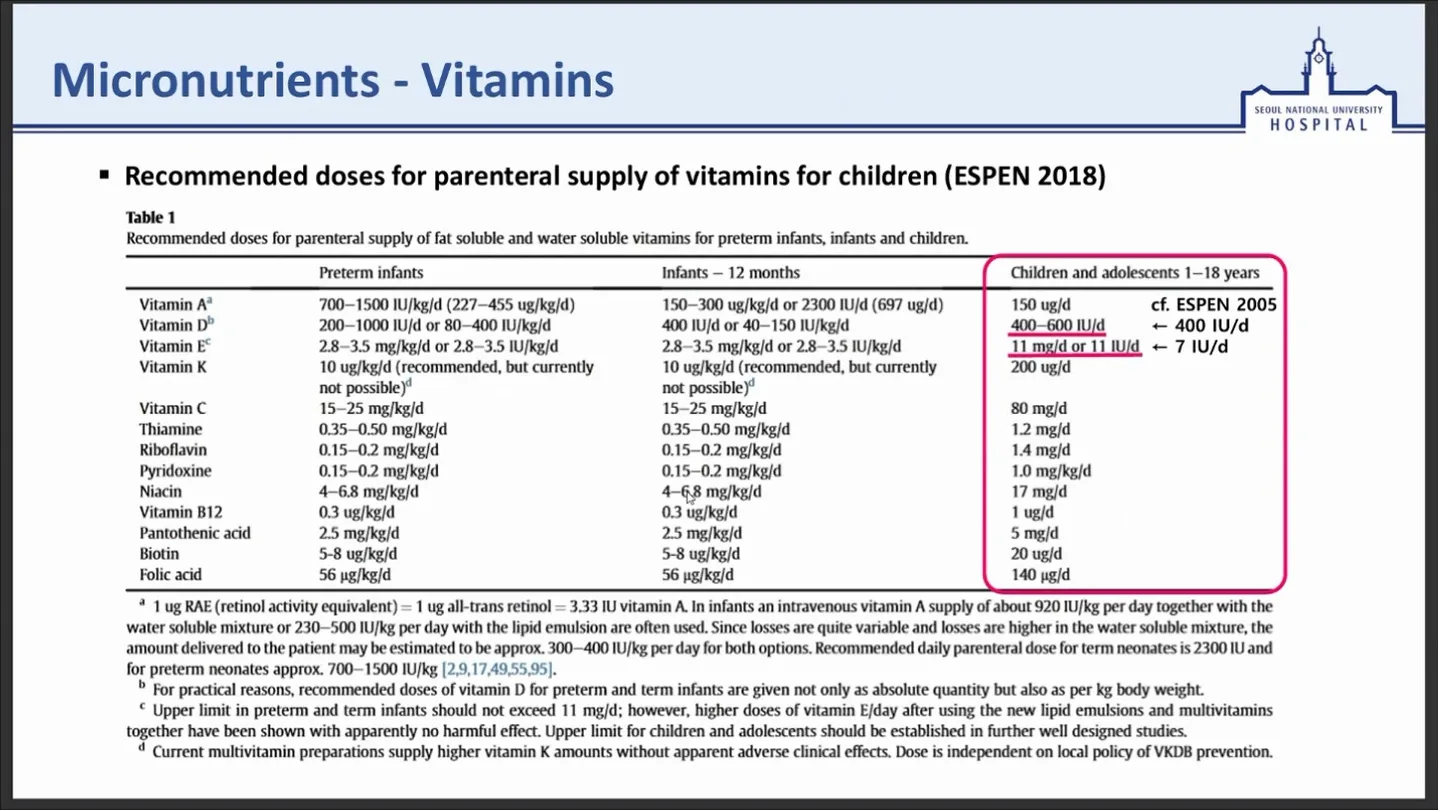 Micronutrients - Vitamins
SEOUL NATIONAL UNIVERSITY
HOSPITAL
▪ Recommended doses for parenteral supply of vitamins for children (ESPEN 2018)
Table 1
Recommended doses for parenteral supply of fat soluble and water soluble vitamins for preterm infants, infants and children.
Preterm infants Infants – 12 months Children and adolescents 1–18 years
Vitamin Aᵃ 700–1500 IU/kg/d (227–455 ug/kg/d) 150–300 ug/kg/d or 2300 IU/d (697 ug/d) 150 ug/d cf. ESPEN 2005
Vitamin Dᵇ 200–1000 IU/d or 80–400 IU/kg/d 400 IU/d or 40–150 IU/kg/d 400–600 IU/d ← 400 IU/d
Vitamin Eᶜ 2.8–3.5 mg/kg/d or 2.8–3.5 IU/kg/d 2.8–3.5 mg/kg/d or 2.8–3.5 IU/kg/d 11 mg/d or 11 IU/d ← 7 IU/d
Vitamin K 10 ug/kg/d (recommended, but currently 10 ug/kg/d (recommended, but currently 200 ug/d
not possible)ᵈ not possible)ᵈ
Vitamin C 15–25 mg/kg/d 15–25 mg/kg/d 80 mg/d
Thiamine 0.35–0.50 mg/kg/d 0.35–0.50 mg/kg/d 1.2 mg/d
Riboflavin 0.15–0.2 mg/kg/d 0.15–0.2 mg/kg/d 1.4 mg/d
Pyridoxine 0.15–0.2 mg/kg/d 0.15–0.2 mg/kg/d 1.0 mg/kg/d
Niacin 4–6.8 mg/kg/d 4–6.8 mg/kg/d 17 mg/d
Vitamin B12 0.3 ug/kg/d 0.3 ug/kg/d 1 ug/d
Pantothenic acid 2.5 mg/kg/d 2.5 mg/kg/d 5 mg/d
Biotin 5-8 ug/kg/d 5-8 ug/kg/d 20 ug/d
Folic acid 56 μg/kg/d 56 μg/kg/d 140 μg/d
ᵃ 1 ug RAE (retinol activity equivalent) = 1 ug all-trans retinol = 3.33 IU vitamin A. In infants an intravenous vitamin A supply of about 920 IU/kg per day together with the
water soluble mixture or 230–500 IU/kg per day with the lipid emulsion are often used. Since losses are quite variable and losses are higher in the water soluble mixture, the
amount delivered to the patient may be estimated to be approx. 300–400 IU/kg per day for both options. Recommended daily parenteral dose for term neonates is 2300 IU and
for preterm neonates approx. 700–1500 IU/kg [2,9,17,49,55,95].
ᵇ For practical reasons, recommended doses of vitamin D for preterm and term infants are given not only as absolute quantity but also as per kg body weight.
ᶜ Upper limit in preterm and term infants should not exceed 11 mg/d; however, higher doses of vitamin E/day after using the new lipid emulsions and multivitamins
together have been shown with apparently no harmful effect. Upper limit for children and adolescents should be established in further well designed studies.
ᵈ Current multivitamin preparations supply higher vitamin K amounts without apparent adverse clinical effects. Dose is independent on local policy of VKDB prevention.